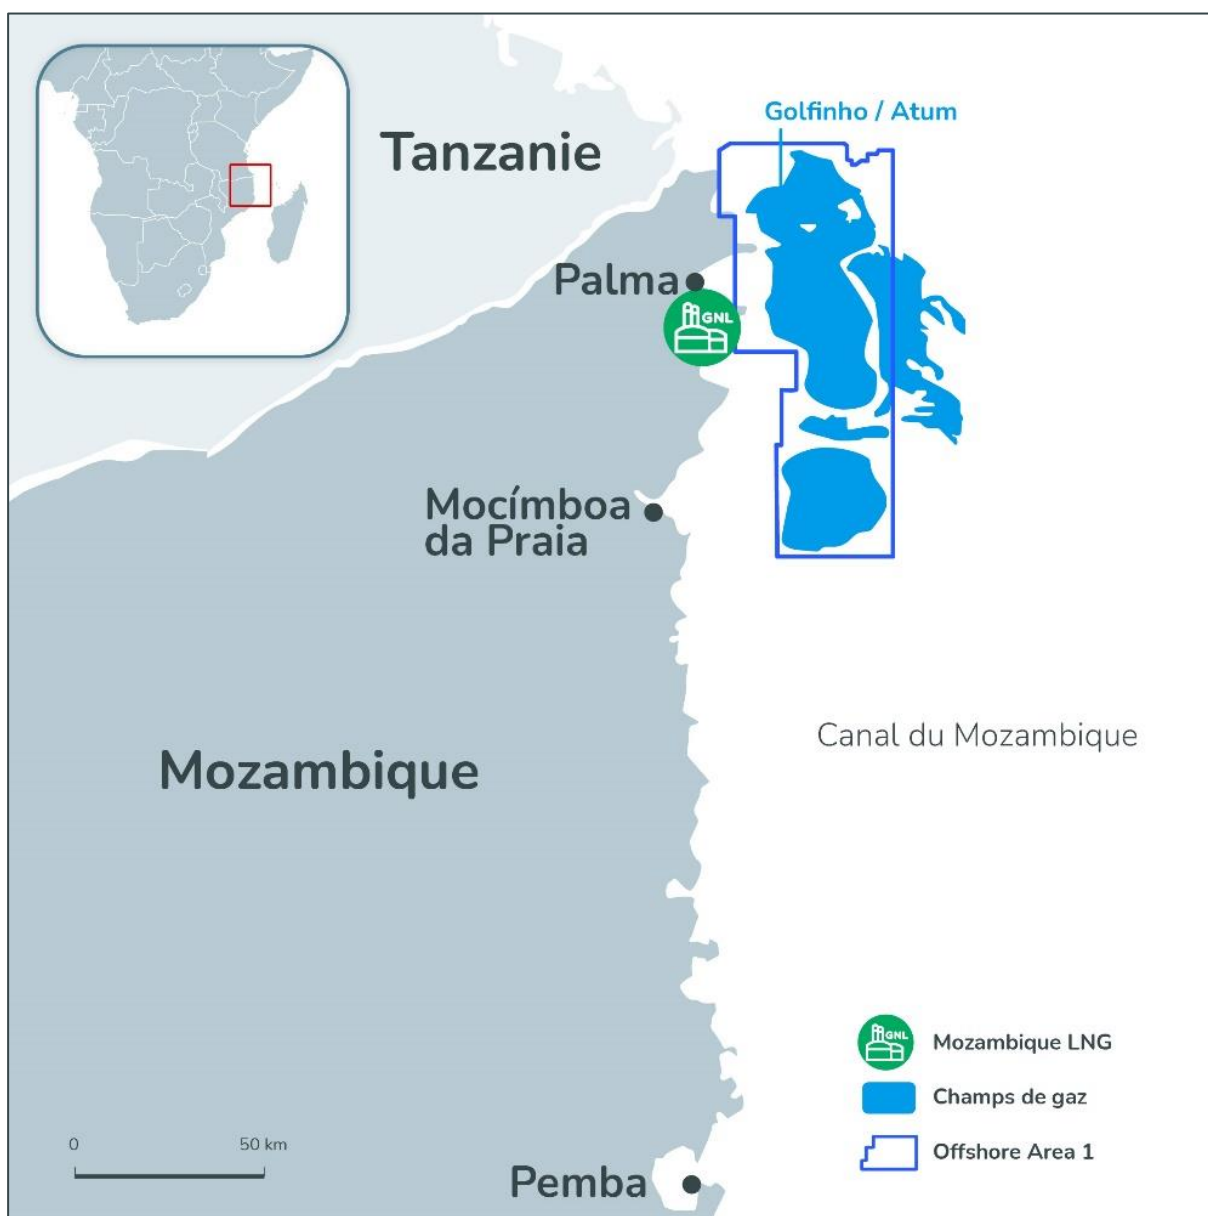 Golfinho / Atum
Tanzanie
Palma
GNL
Mocímboa
da Praia
Canal du Mozambique
Mozambique
GNL
Mozambique LNG
Champs de gaz
Offshore Area 1
0 50 km
Pemba